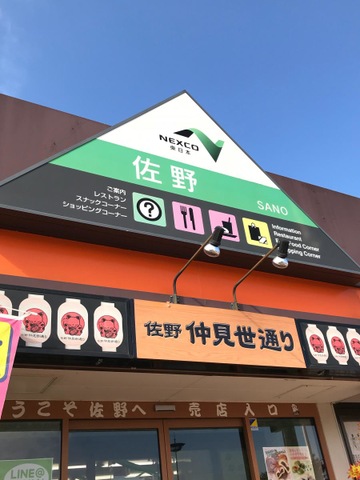 NEXCO
東日本
佐野
SANO
ご案内
レストラン
スナックコーナー
ショッピングコーナー
Information
Restaurant
Corner
Corner
佐野 仲見世通り
うこそ佐野へ 売店入口
LINE@